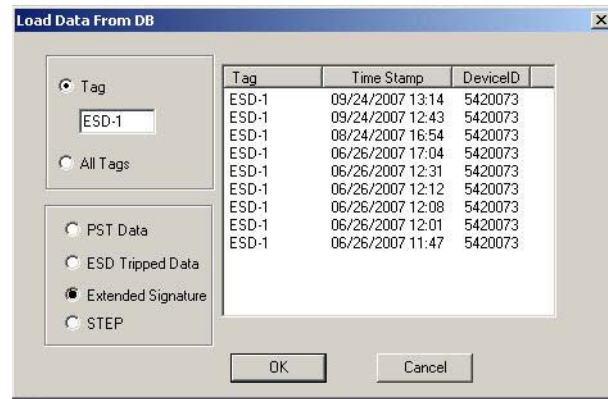 Load Data From DB
Tag
ESD-1
All Tags
PST Data
ESD Tripped Data
Extended Signature
STEP
Tag Time Stamp DeviceID
ESD-1 09/24/2007 13:14 5420073
ESD-1 09/24/2007 12:43 5420073
ESD-1 08/24/2007 16:54 5420073
ESD-1 06/26/2007 17:04 5420073
ESD-1 06/26/2007 12:31 5420073
ESD-1 06/26/2007 12:12 5420073
ESD-1 06/26/2007 12:08 5420073
ESD-1 06/26/2007 12:01 5420073
ESD-1 06/26/2007 11:47 5420073
OK Cancel